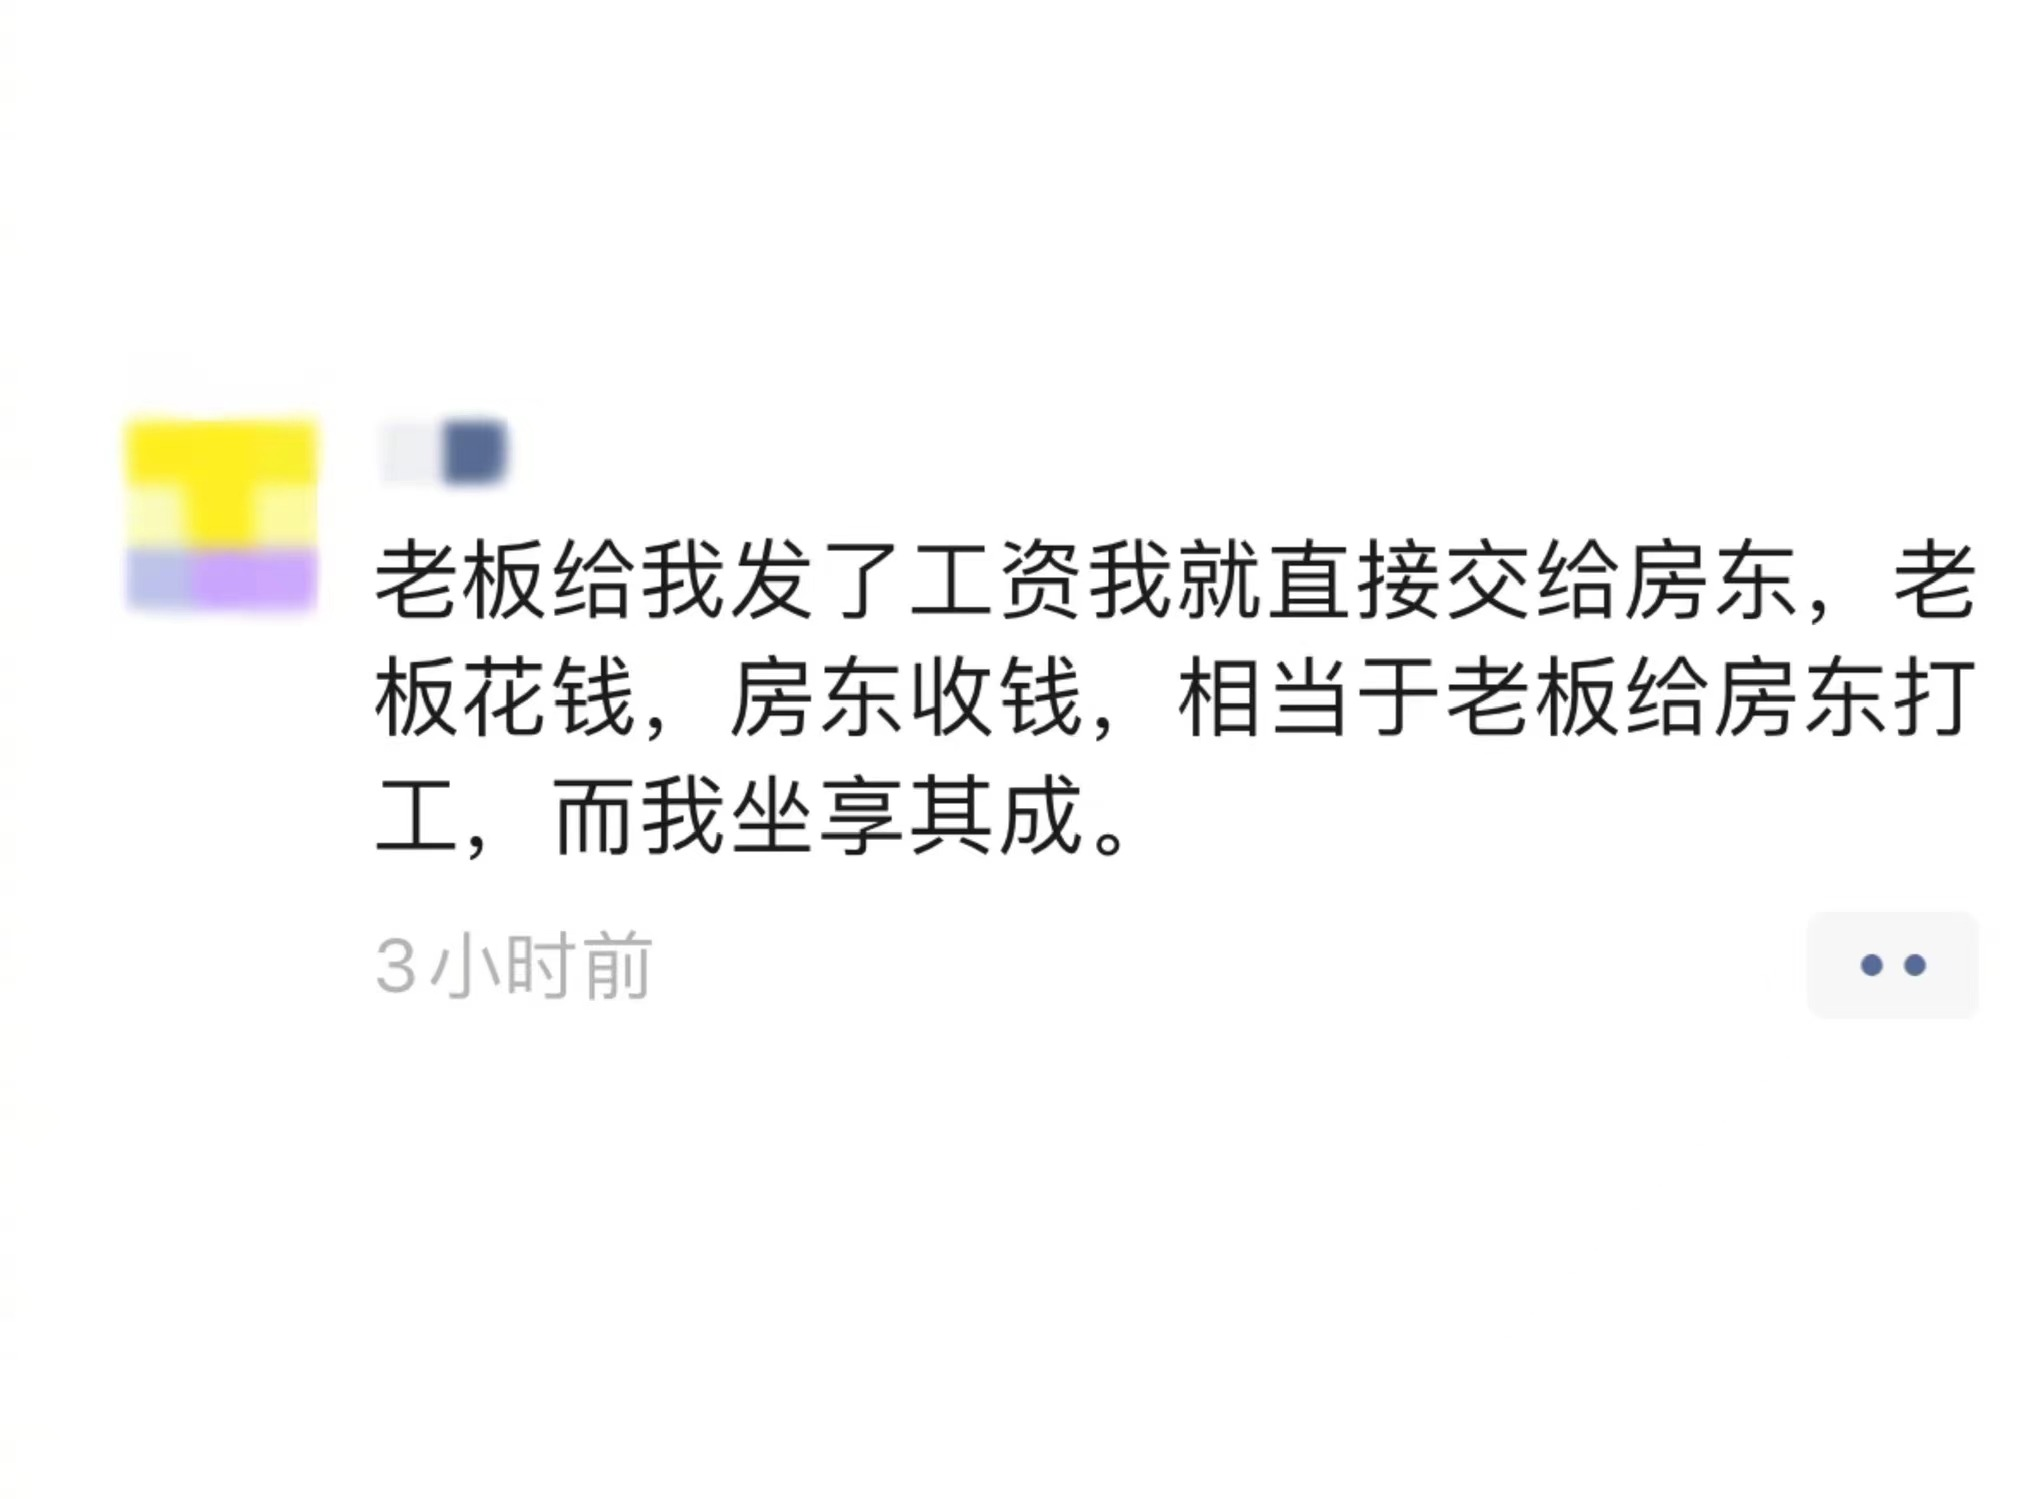 老板给我发了工资我就直接交给房东，老
板花钱，房东收钱，相当于老板给房东打
工，而我坐享其成。
3小时前